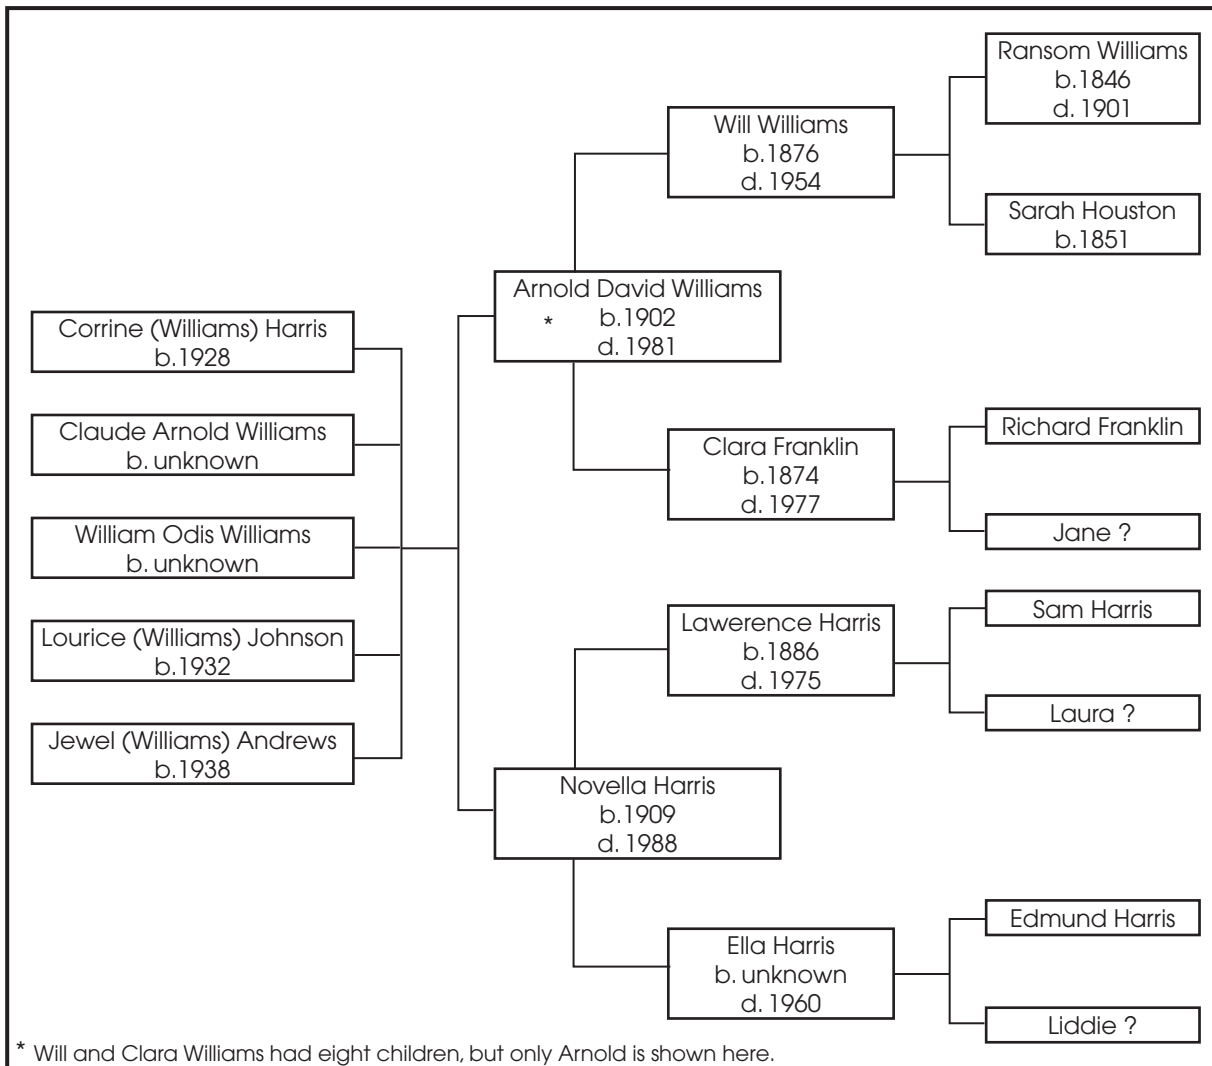 Ransom Williams
b.1846
d. 1901
Will Williams
b.1876
d. 1954
Sarah Houston
b.1851
Arnold David Williams
* b.1902
d. 1981
Corrine (Williams) Harris
b.1928
Claude Arnold Williams
b. unknown
William Odis Williams
b. unknown
Lourice (Williams) Johnson
b.1932
Jewel (Williams) Andrews
b.1938
Richard Franklin
Clara Franklin
b.1874
d. 1977
Jane ?
Sam Harris
Lawerence Harris
b.1886
d. 1975
Laura ?
Novella Harris
b.1909
d. 1988
Edmund Harris
Ella Harris
b. unknown
d. 1960
Liddie ?
* Will and Clara Williams had eight children, but only Arnold is shown here.